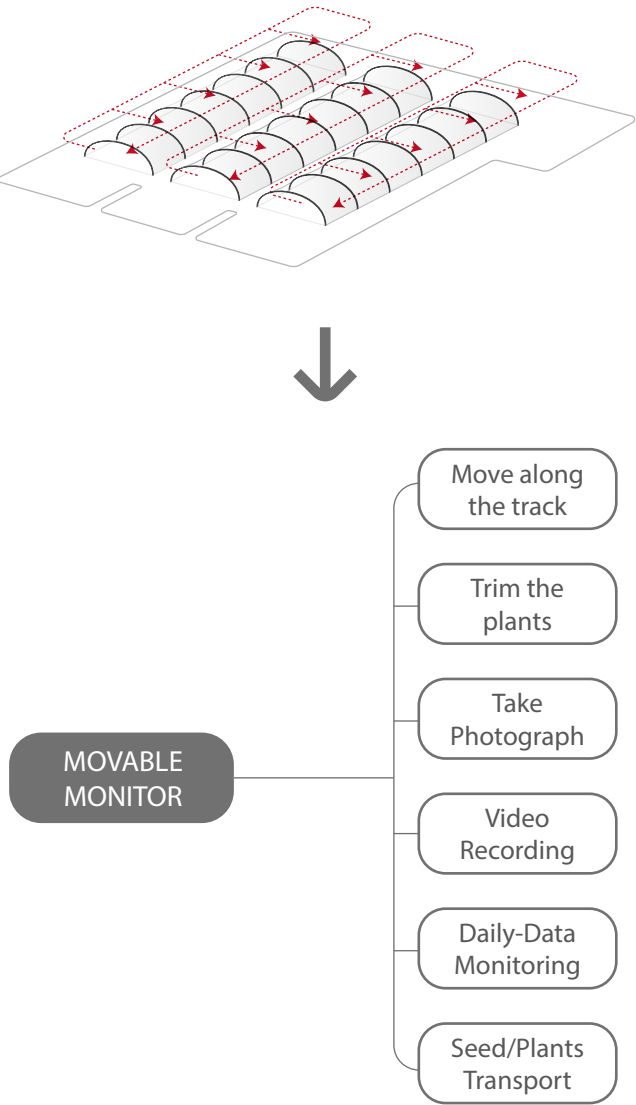 Move along
the track
Trim the
plants
Take
Photograph
MOVABLE
MONITOR
Video
Recording
Daily-Data
Monitoring
Seed/Plants
Transport